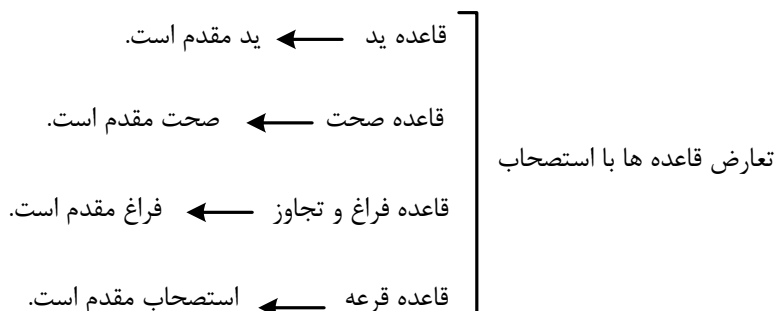 تعارض قاعده ها با استصحاب
قاعده ید ← ید مقدم است.
قاعده صحت ← صحت مقدم است.
قاعده فراغ و تجاوز ← فراغ مقدم است.
قاعده قرعه ← استصحاب مقدم است.